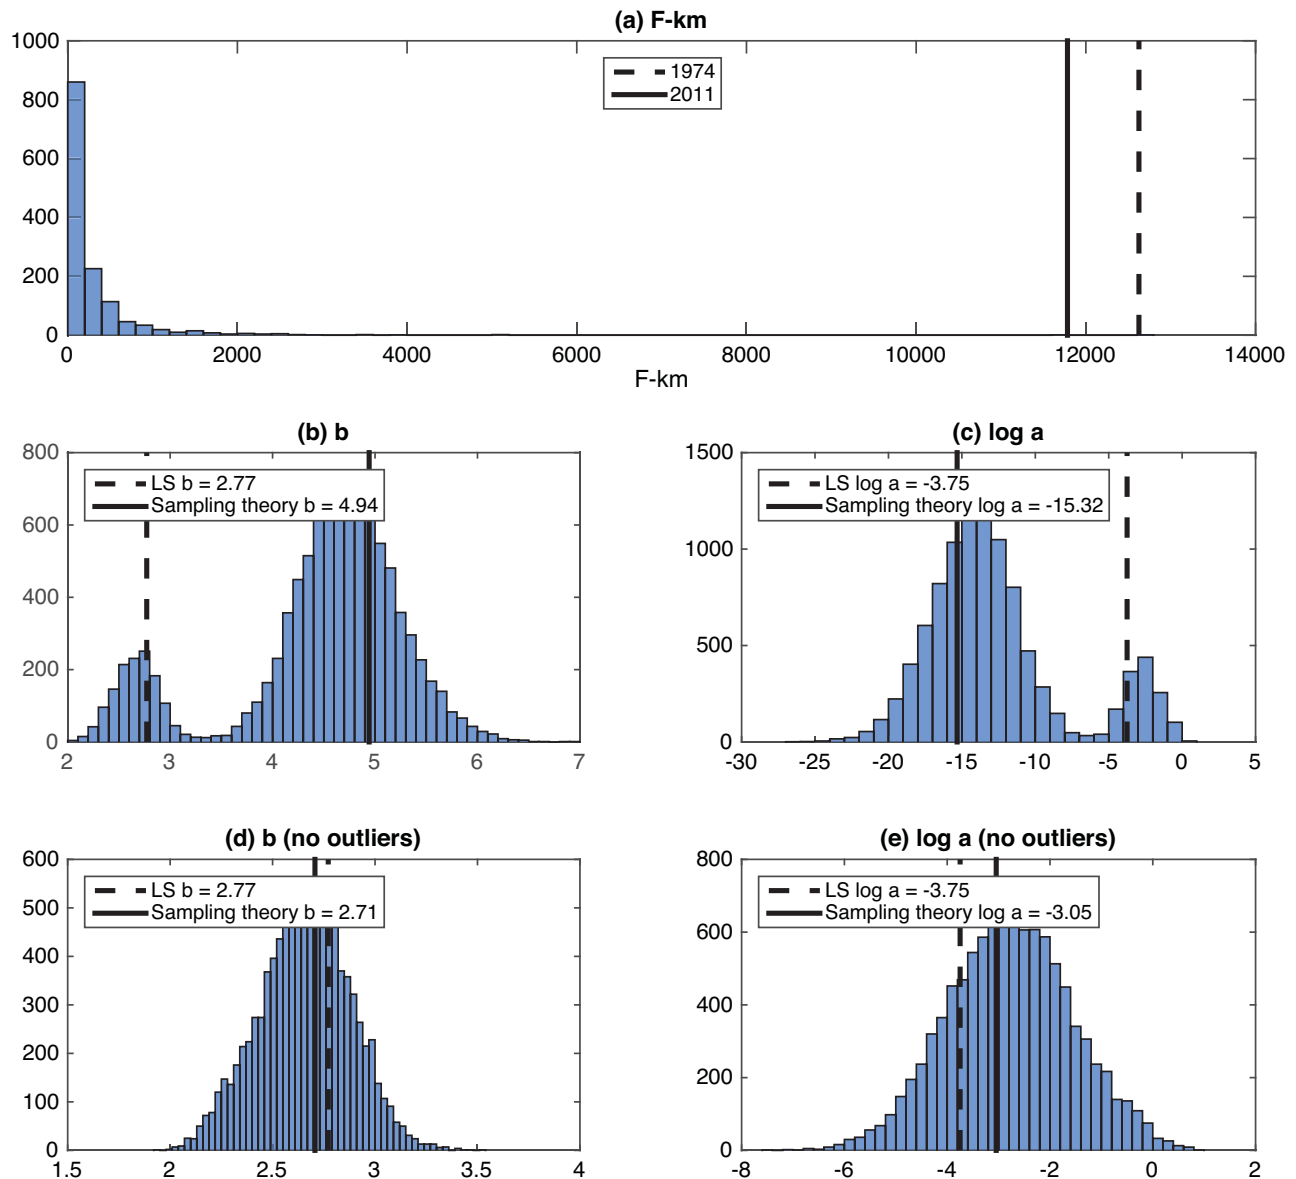 (a) F-km
1000
800
600
400
200
0
1974
2011
0 2000 4000 6000 8000 10000 12000 14000
F-km
(b) b
800
600
400
200
0
LS b = 2.77
Sampling theory b = 4.94
2 3 4 5 6 7
(c) log a
1500
1000
500
0
LS log a = -3.75
Sampling theory log a = -15.32
-30 -25 -20 -15 -10 -5 0 5
(d) b (no outliers)
600
500
400
300
200
100
0
LS b = 2.77
Sampling theory b = 2.71
1.5 2 2.5 3 3.5 4
(e) log a (no outliers)
800
600
400
200
0
LS log a = -3.75
Sampling theory log a = -3.05
-8 -6 -4 -2 0 2